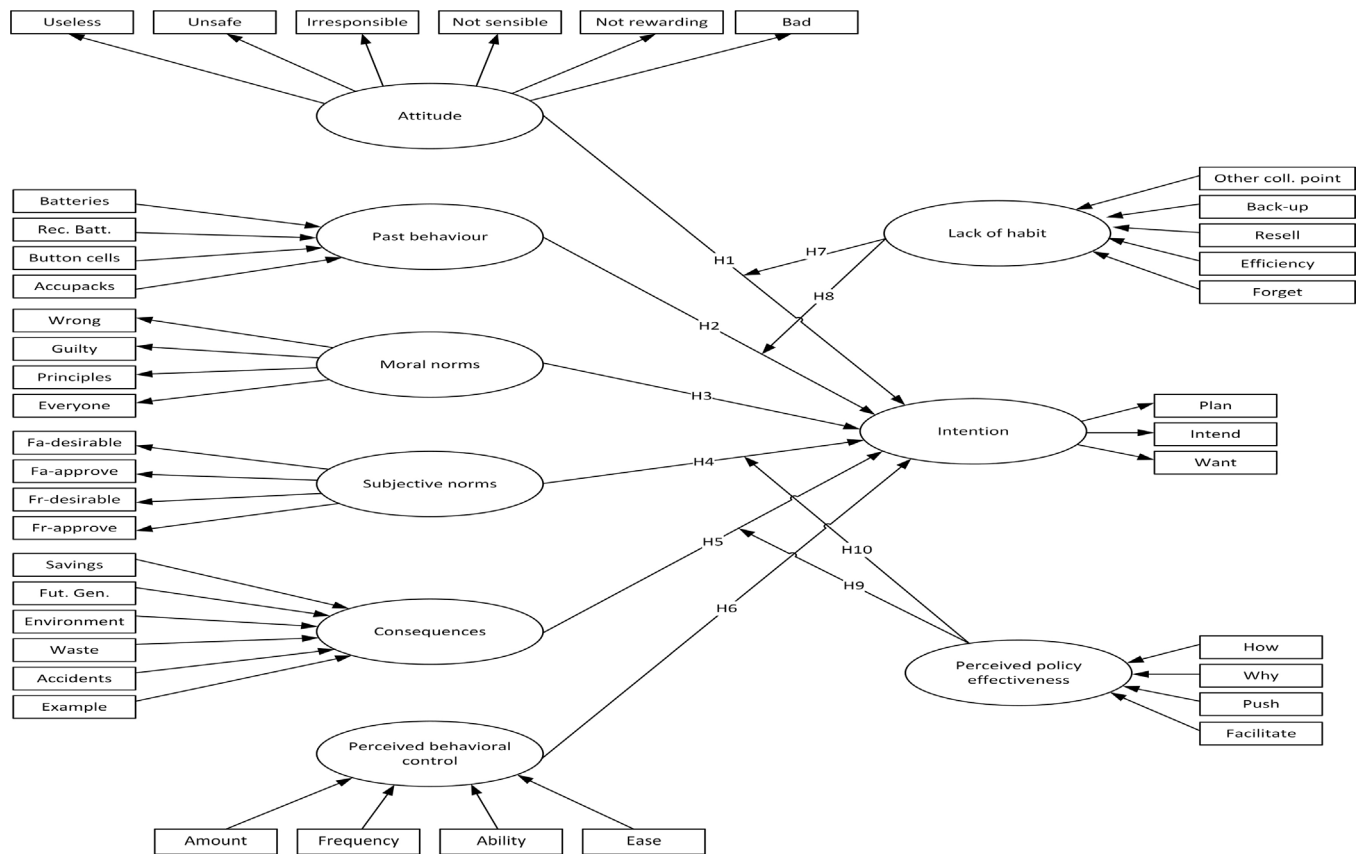 Useless
Unsafe
Irresponsible
Not sensible
Not rewarding
Bad
Attitude
Batteries
Rec. Batt.
Button cells
Accupacks
Past behaviour
Wrong
Guilty
Principles
Everyone
Moral norms
Fa-desirable
Fa-approve
Fr-desirable
Fr-approve
Subjective norms
Savings
Fut. Gen.
Environment
Waste
Accidents
Example
Consequences
Perceived behavioral
control
Amount
Frequency
Ability
Ease
H1
H2
H3
H4
H5
H6
H7
H8
H10
H9
Lack of habit
Other coll. point
Back-up
Resell
Efficiency
Forget
Intention
Plan
Intend
Want
Perceived policy
effectiveness
How
Why
Push
Facilitate